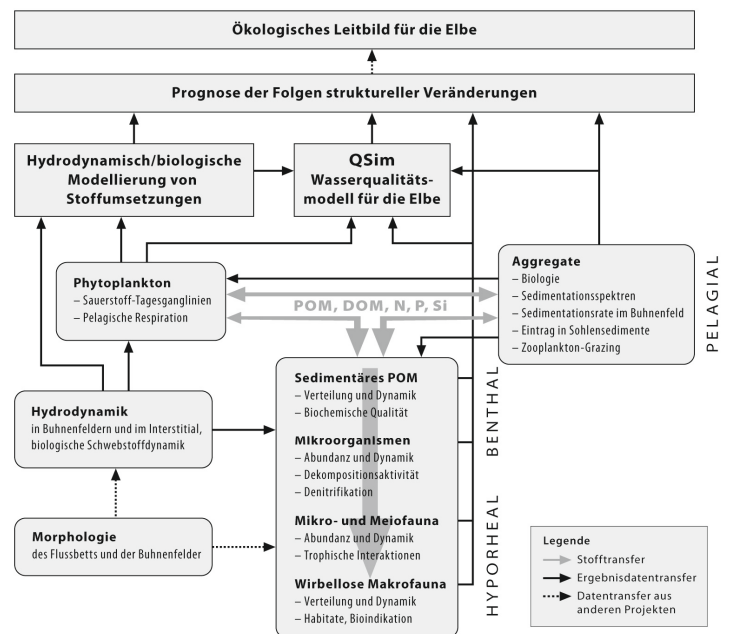 Ökologisches Leitbild für die Elbe
Prognose der Folgen struktureller Veränderungen
Hydrodynamisch/biologische
Modellierung von
Stoffumsetzungen
QSim
Wasserqualitäts-
modell für die Elbe
Phytoplankton
– Sauerstoff-Tagesganglinien
– Pelagische Respiration
POM, DOM, N, P, Si
Aggregate
– Biologie
– Sedimentationsspektren
– Sedimentationsrate im Buhnenfeld
– Eintrag in Sohlensedimente
– Zooplankton-Grazing
PELAGIAL
Hydrodynamik
in Buhnenfeldern und im Interstitial,
biologische Schwebstoffdynamik
Morphologie
des Flussbetts und der Buhnenfelder
Sedimentäres POM
– Verteilung und Dynamik
– Biochemische Qualität
Mikroorganismen
– Abundanz und Dynamik
– Dekompositionsaktivität
– Denitrifikation
Mikro- und Meiofauna
– Abundanz und Dynamik
– Trophische Interaktionen
Wirbellose Makrofauna
– Verteilung und Dynamik
– Habitate, Bioindikation
BENTHAL
HYPORHEAL
Legende
Stofftransfer
Ergebnisdatentransfer
Datentransfer aus
anderen Projekten